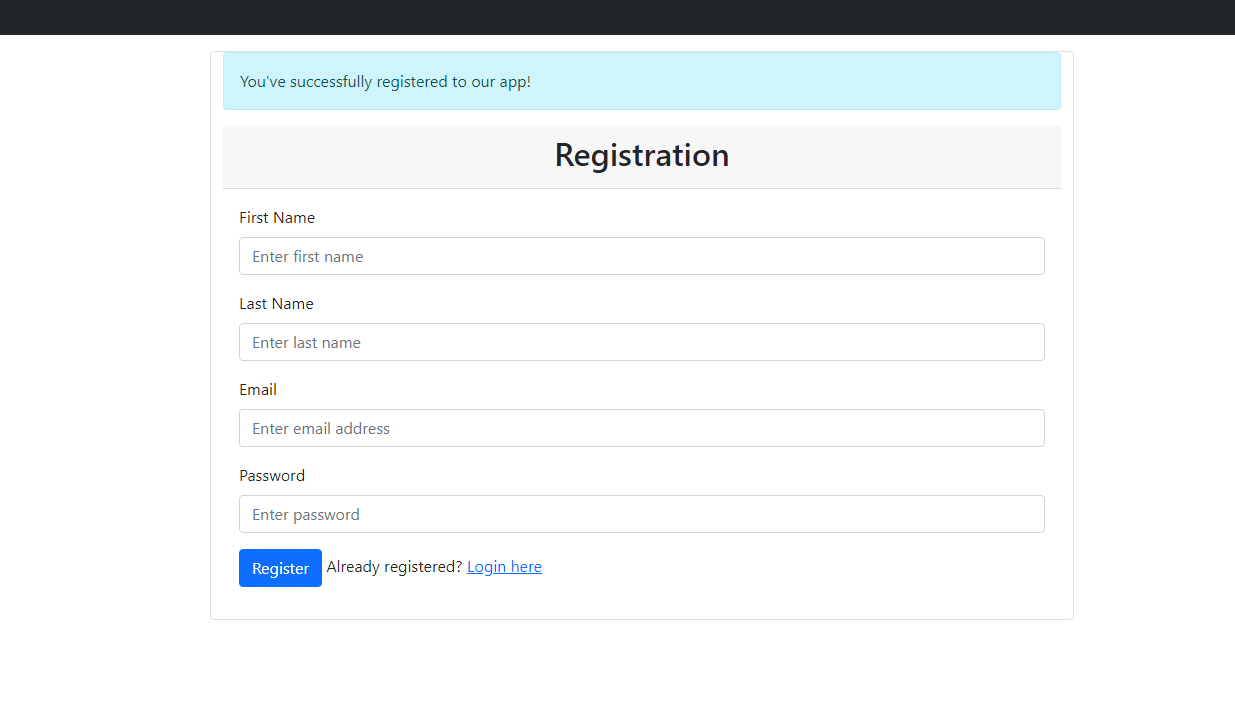 You've successfully registered to our app!
Registration
First Name
Enter first name
Last Name
Enter last name
Email
Enter email address
Password
Enter password
Register Already registered? Login here